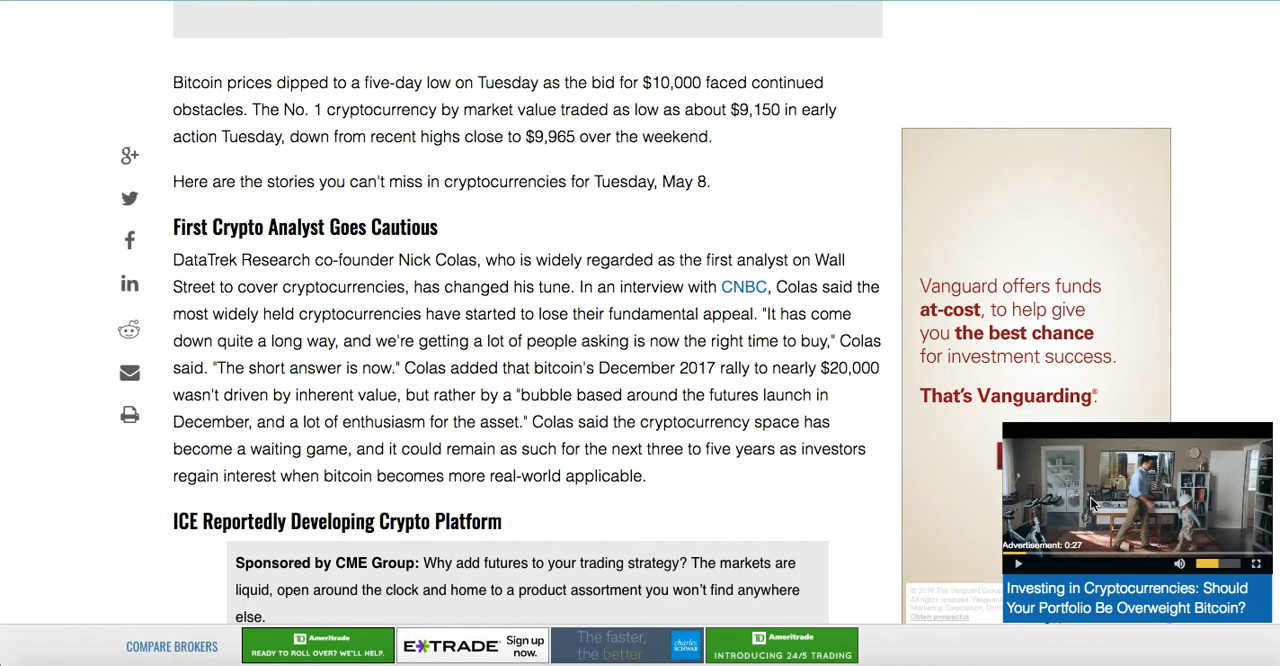 Bitcoin prices dipped to a five-day low on Tuesday as the bid for $10,000 faced continued
obstacles. The No. 1 cryptocurrency by market value traded as low as about $9,150 in early
action Tuesday, down from recent highs close to $9,965 over the weekend.
Here are the stories you can't miss in cryptocurrencies for Tuesday, May 8.
First Crypto Analyst Goes Cautious
DataTrek Research co-founder Nick Colas, who is widely regarded as the first analyst on Wall
Street to cover cryptocurrencies, has changed his tune. In an interview with CNBC, Colas said the
most widely held cryptocurrencies have started to lose their fundamental appeal. "It has come
down quite a long way, and we're getting a lot of people asking is now the right time to buy," Colas
said. "The short answer is now." Colas added that bitcoin's December 2017 rally to nearly $20,000
wasn't driven by inherent value, but rather by a "bubble based around the futures launch in
December, and a lot of enthusiasm for the asset." Colas said the cryptocurrency space has
become a waiting game, and it could remain as such for the next three to five years as investors
regain interest when bitcoin becomes more real-world applicable.
ICE Reportedly Developing Crypto Platform
Sponsored by CME Group: Why add futures to your trading strategy? The markets are
liquid, open around the clock and home to a product assortment you won't find anywhere
else.
Vanguard offers funds
at-cost, to help give
you the best chance
for investment success.
That's Vanguarding®.
Advertisement: 0:27
Investing in Cryptocurrencies: Should
Your Portfolio Be Overweight Bitcoin?
© 2016 The Vanguard Group
All rights reserved. Vanguard
Marketing Corporation,
Obtain prospectus
COMPARE BROKERS
TD Ameritrade
READY TO ROLL OVER? WE'LL HELP.
E*TRADE Sign up
now.
The faster,
the better.
charles
SCHWAB
TD Ameritrade
INTRODUCING 24/5 TRADING